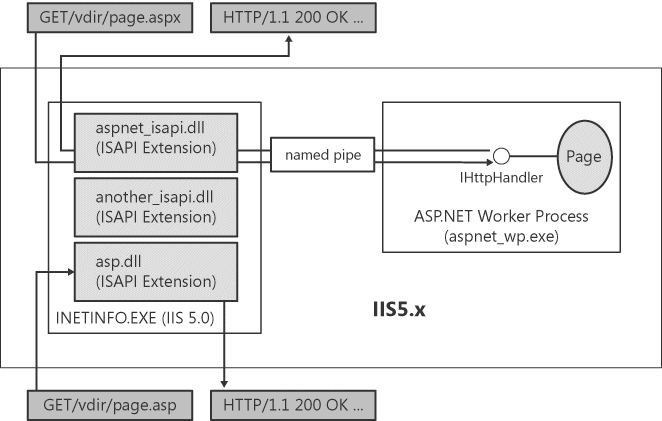 GET/vdir/page.aspx
HTTP/1.1 200 OK ...
aspnet_isapi.dll
(ISAPI Extension)
named pipe
IHttpHandler
Page
another_isapi.dll
(ISAPI Extension)
ASP.NET Worker Process
(aspnet_wp.exe)
asp.dll
(ISAPI Extension)
INETINFO.EXE (IIS 5.0)
IIS5.x
GET/vdir/page.asp
HTTP/1.1 200 OK ...